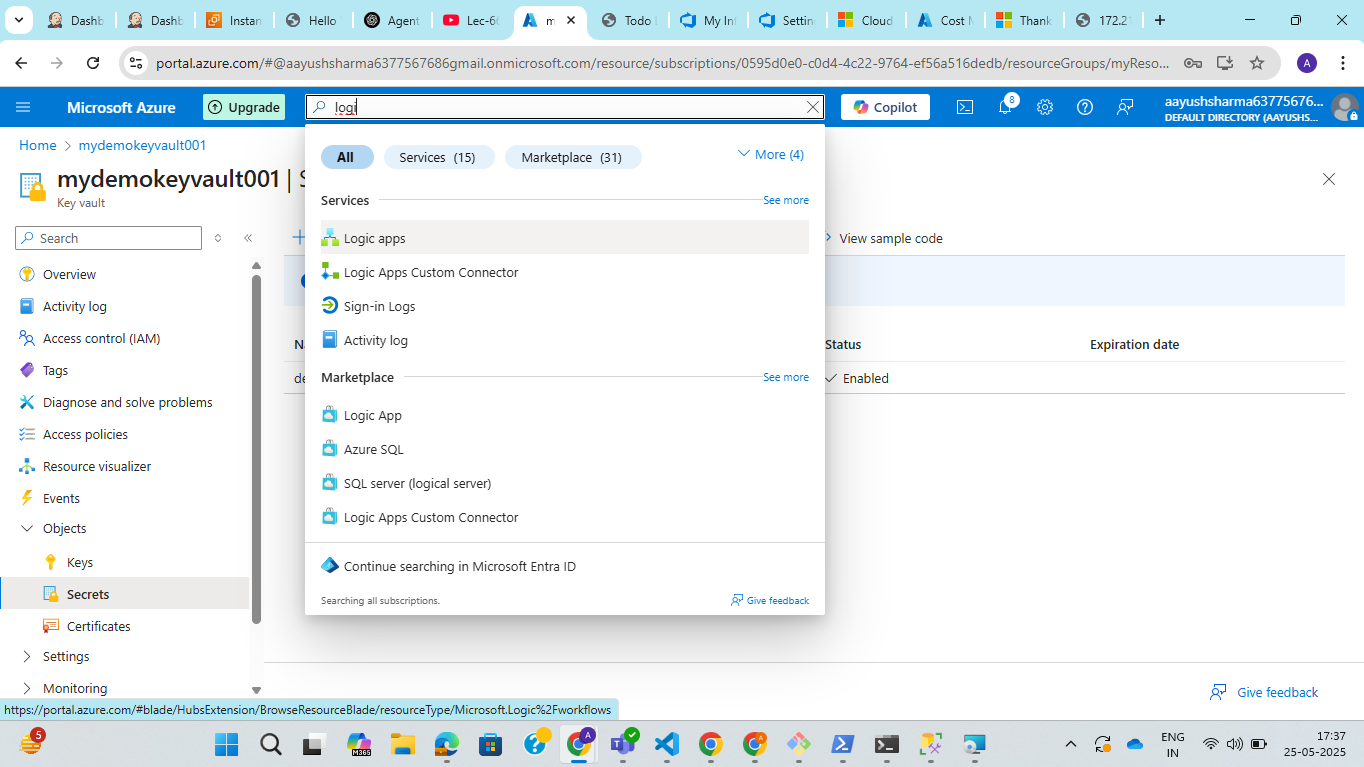 Dashb
Dashb
Instan
Hello
Agent
Lec-6
m
Todo
My Inf
Settin
Cloud
Cost M
Thank
172.2
portal.azure.com/#@aayushsharma6377567686gmail.onmicrosoft.com/resource/subscriptions/0595d0e0-c0d4-4c22-9764-ef56a516dedb/resourceGroups/myReso...
A
Microsoft Azure
Upgrade
logi
Copilot
8
aayushsharma63775676...
DEFAULT DIRECTORY (AAYUSHS...
Home > mydemokeyvault001
mydemokeyvault001 | S
Key vault
Search
Overview
Activity log
Access control (IAM)
Tags
Diagnose and solve problems
Access policies
Resource visualizer
Events
Objects
Keys
Secrets
Certificates
Settings
Monitoring
All
Services (15)
Marketplace (31)
More (4)
Services
See more
Logic apps
Logic Apps Custom Connector
Sign-in Logs
Activity log
Marketplace
See more
Logic App
Azure SQL
SQL server (logical server)
Logic Apps Custom Connector
Continue searching in Microsoft Entra ID
Searching all subscriptions.
Give feedback
View sample code
Status
Expiration date
de
Enabled
Give feedback
https://portal.azure.com/#blade/HubsExtension/BrowseResourceBlade/resourceType/Microsoft.Logic%2Fworkflows
5
M365
A
A
ENG
IN
17:37
25-05-2025